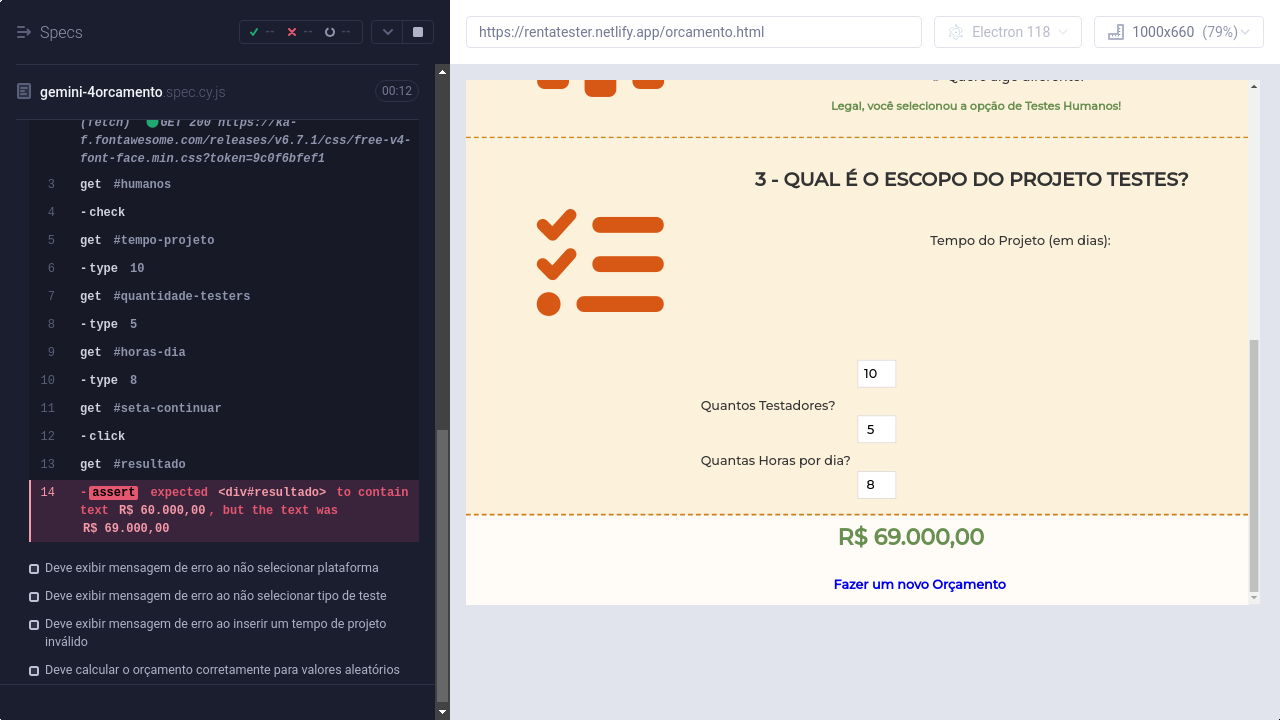 Specs
--
--
--
https://rentatester.netlify.app/orcamento.html
Electron 118
1000x660 (79%)
gemini-4orcamento.spec.cy.js
00:12
(fetch) GET 200 https://ka-
f.fontawesome.com/releases/v6.7.1/css/free-v4-
font-face.min.css?token=9c0f6bfef1
3 get #humanos
4 -check
5 get #tempo-projeto
6 -type 10
7 get #quantidade-testers
8 -type 5
9 get #horas-dia
10 -type 8
11 get #seta-continuar
12 -click
13 get #resultado
14 -assert expected <div#resultado> to contain
text R$ 60.000,00, but the text was
R$ 69.000,00
Deve exibir mensagem de erro ao não selecionar plataforma
Deve exibir mensagem de erro ao não selecionar tipo de teste
Deve exibir mensagem de erro ao inserir um tempo de projeto
inválido
Deve calcular o orçamento corretamente para valores aleatórios
Quero algo diferente!
Legal, você selecionou a opção de Testes Humanos!
3 - QUAL É O ESCOPO DO PROJETO TESTES?
Tempo do Projeto (em dias):
10
Quantos Testadores?
5
Quantas Horas por dia?
8
R$ 69.000,00
Fazer um novo Orçamento